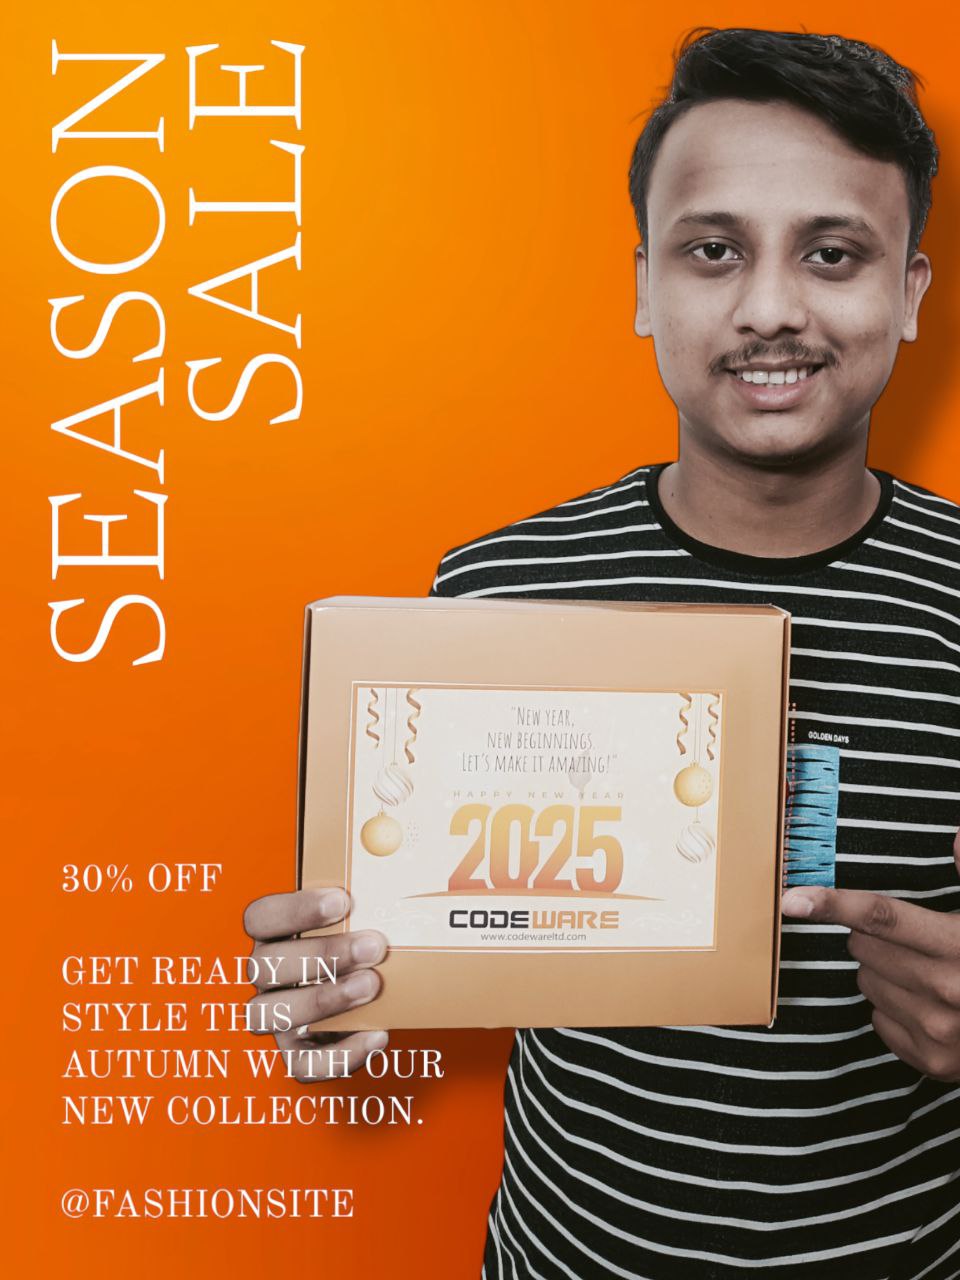 SEASON
SALE
"NEW YEAR,
NEW BEGINNINGS.
LET'S MAKE IT AMAZING!"
HAPPY NEW YEAR
2025
CODEWARE
www.codewareltd.com
GOLDEN DAYS
30% OFF
GET READY IN
STYLE THIS
AUTUMN WITH OUR
NEW COLLECTION.
@FASHIONSITE